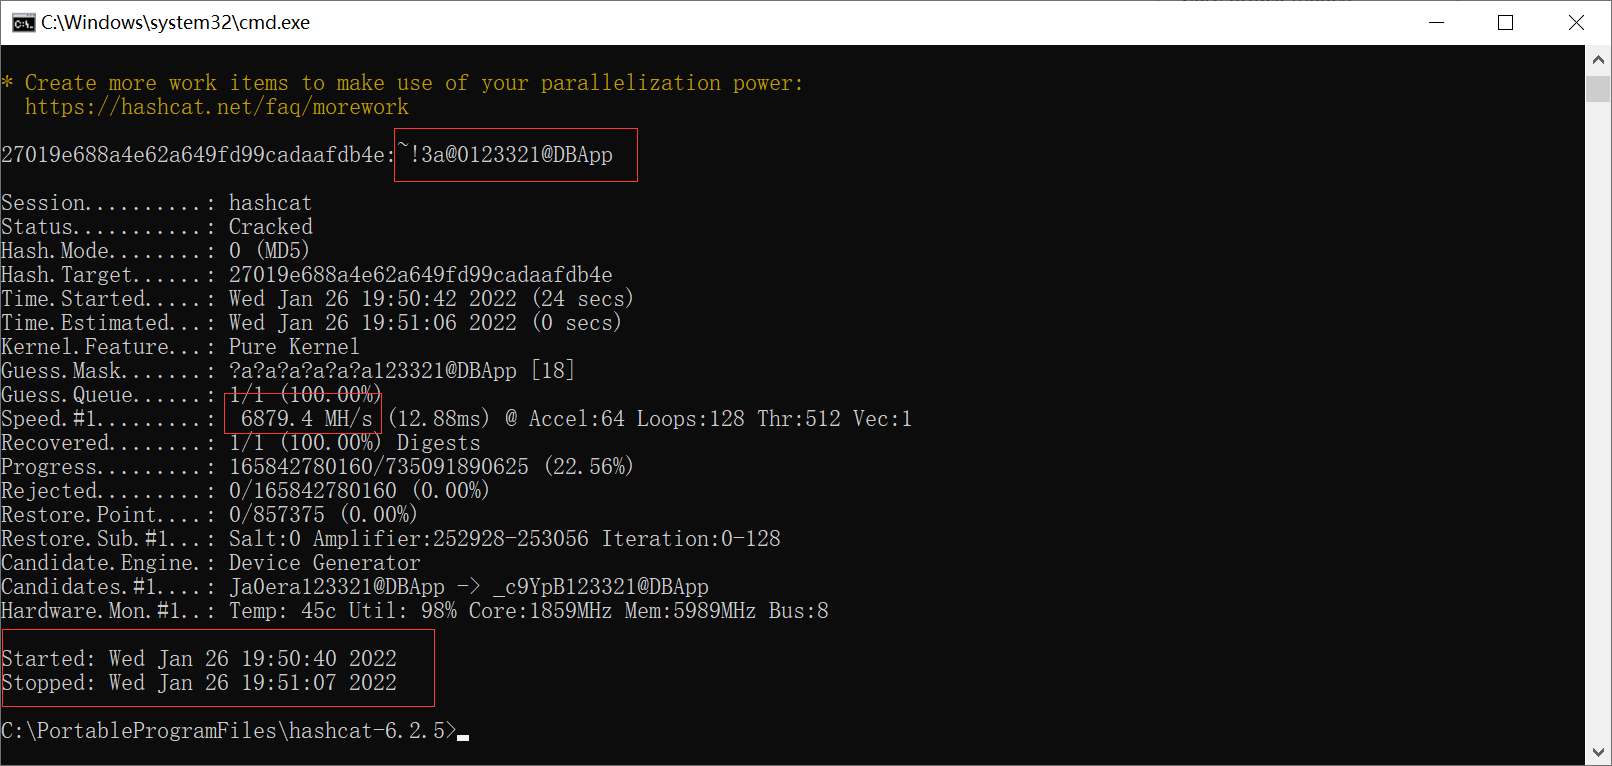 C:\Windows\system32\cmd.exe
* Create more work items to make use of your parallelization power:
https://hashcat.net/faq/morework
27019e688a4e62a649fd99cadaafdb4e:~!3a@0123321@DBApp
Session..........: hashcat
Status...........: Cracked
Hash.Mode........: 0 (MD5)
Hash.Target......: 27019e688a4e62a649fd99cadaafdb4e
Time.Started.....: Wed Jan 26 19:50:42 2022 (24 secs)
Time.Estimated...: Wed Jan 26 19:51:06 2022 (0 secs)
Kernel.Feature...: Pure Kernel
Guess.Mask.......: ?a?a?a?a?a?a123321@DBApp [18]
Guess.Queue......: 1/1 (100.00%)
Speed.#1.........: 6879.4 MH/s (12.88ms) @ Accel:64 Loops:128 Thr:512 Vec:1
Recovered........: 1/1 (100.00%) Digests
Progress.........: 165842780160/735091890625 (22.56%)
Rejected.........: 0/165842780160 (0.00%)
Restore.Point....: 0/857375 (0.00%)
Restore.Sub.#1...: Salt:0 Amplifier:252928-253056 Iteration:0-128
Candidate.Engine.: Device Generator
Candidates.#1....: Ja0era123321@DBApp -> _c9YpB123321@DBApp
Hardware.Mon.#1..: Temp: 45c Util: 98% Core:1859MHz Mem:5989MHz Bus:8
Started: Wed Jan 26 19:50:40 2022
Stopped: Wed Jan 26 19:51:07 2022
C:\PortableProgramFiles\hashcat-6.2.5>